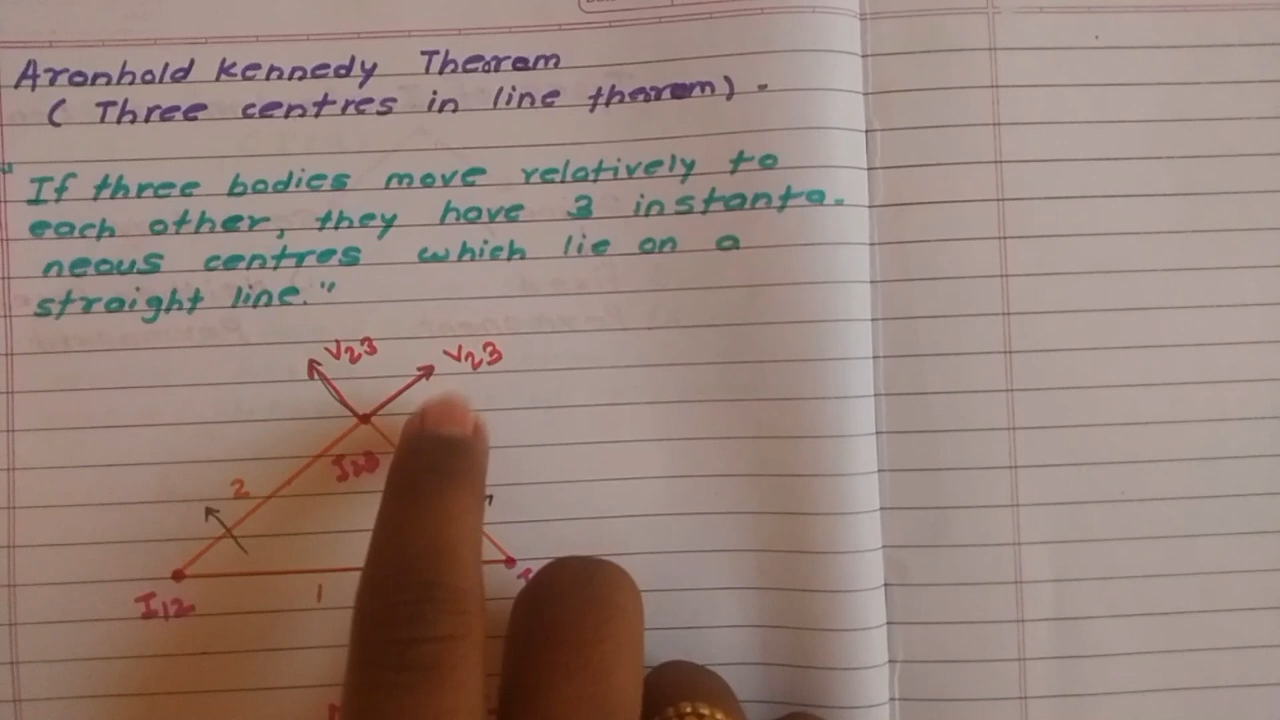 Aronhold Kennedy Theorem
( Three centres in line theorem) -
"If three bodies move relatively to
each other, they have 3 instanta-
neous centres which lie on a
straight line."
V23 V23
I23
2
I12
1